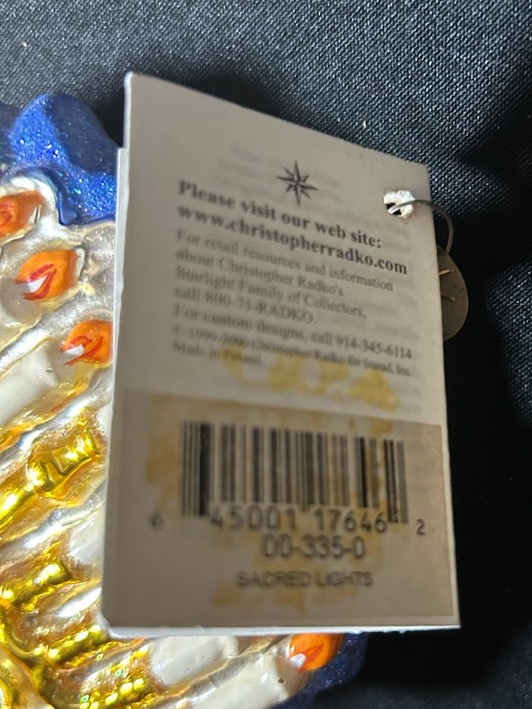 Please visit our web site:
www.christopherradko.com
For retail resources and information
about Christopher Radko's
Starlight Family of Collectors,
call 800-71-RADKO.
For custom designs, call 914-345-6114.
© 1999-2000 Christopher Radko for Starad, Inc.
Made in Poland.
6 45001 17646 2
00-335-0
SACRED LIGHTS